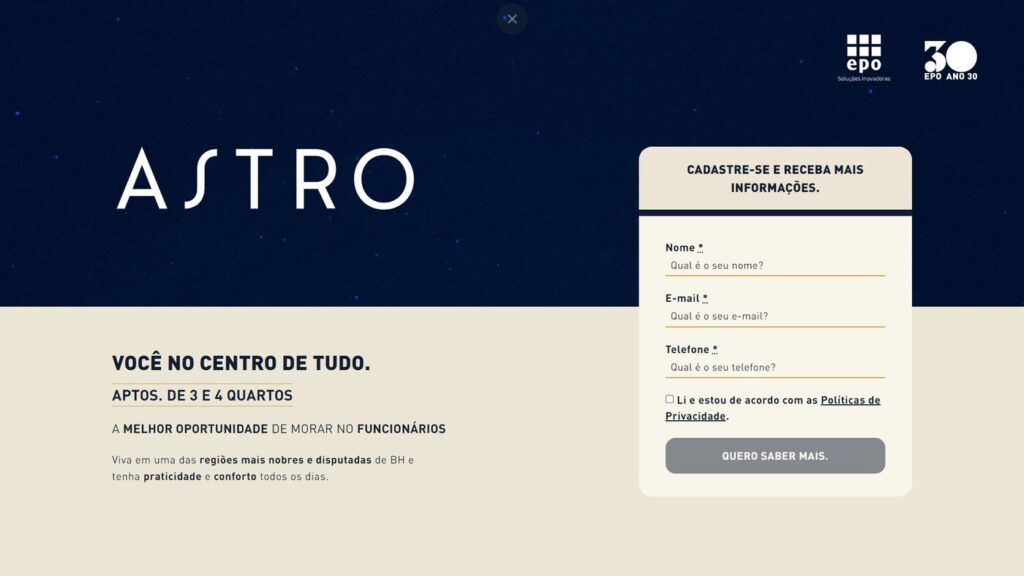 epo
Soluções Inovadoras
30
EPO ANO 30
ASTRO
CADASTRE-SE E RECEBA MAIS
INFORMAÇÕES.
Nome *
Qual é o seu nome?
E-mail *
Qual é o seu e-mail?
Telefone *
Qual é o seu telefone?
Li e estou de acordo com as Políticas de
Privacidade.
QUERO SABER MAIS.
VOCÊ NO CENTRO DE TUDO.
APTOS. DE 3 E 4 QUARTOS
A MELHOR OPORTUNIDADE DE MORAR NO FUNCIONÁRIOS
Viva em uma das regiões mais nobres e disputadas de BH e
tenha praticidade e conforto todos os dias.